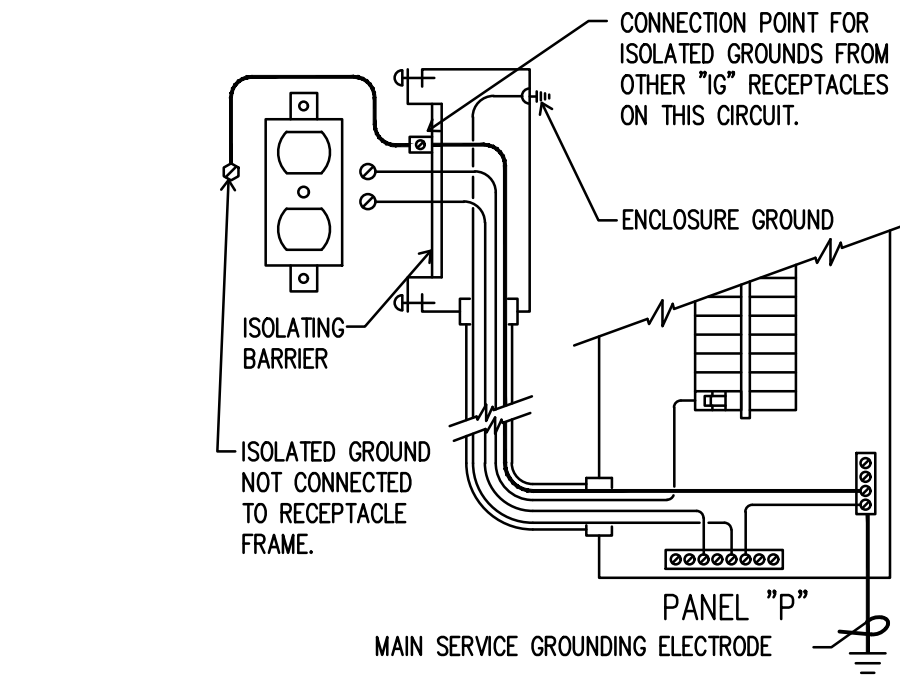 CONNECTION POINT FOR
ISOLATED GROUNDS FROM
OTHER "IG" RECEPTACLES
ON THIS CIRCUIT.
ENCLOSURE GROUND
ISOLATING
BARRIER
ISOLATED GROUND
NOT CONNECTED
TO RECEPTACLE
FRAME.
PANEL "P"
MAIN SERVICE GROUNDING ELECTRODE